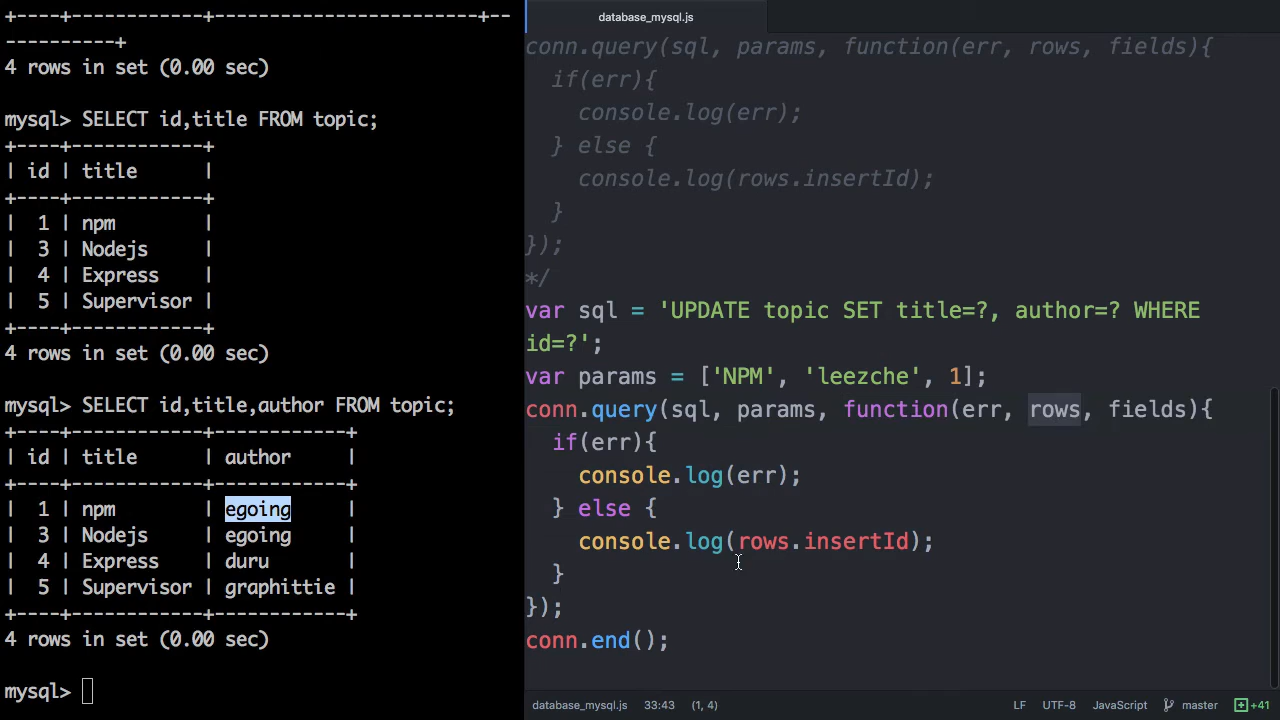 +----+------------+-------------------------+--
-----------+
4 rows in set (0.00 sec)
mysql> SELECT id,title FROM topic;
+----+------------+
| id | title      |
+----+------------+
|  1 | npm        |
|  3 | Nodejs     |
|  4 | Express    |
|  5 | Supervisor |
+----+------------+
4 rows in set (0.00 sec)
mysql> SELECT id,title,author FROM topic;
+----+------------+------------+
| id | title      | author     |
+----+------------+------------+
|  1 | npm        | egoing     |
|  3 | Nodejs     | egoing     |
|  4 | Express    | duru       |
|  5 | Supervisor | graphittie |
+----+------------+------------+
4 rows in set (0.00 sec)
mysql>
database_mysql.js
conn.query(sql, params, function(err, rows, fields){
  if(err){
    console.log(err);
  } else {
    console.log(rows.insertId);
  }
});
*/
var sql = 'UPDATE topic SET title=?, author=? WHERE
id=?';
var params = ['NPM', 'leezche', 1];
conn.query(sql, params, function(err, rows, fields){
  if(err){
    console.log(err);
  } else {
    console.log(rows.insertId);
  }
});
conn.end();
database_mysql.js 33:43 (1, 4) LF UTF-8 JavaScript master +41